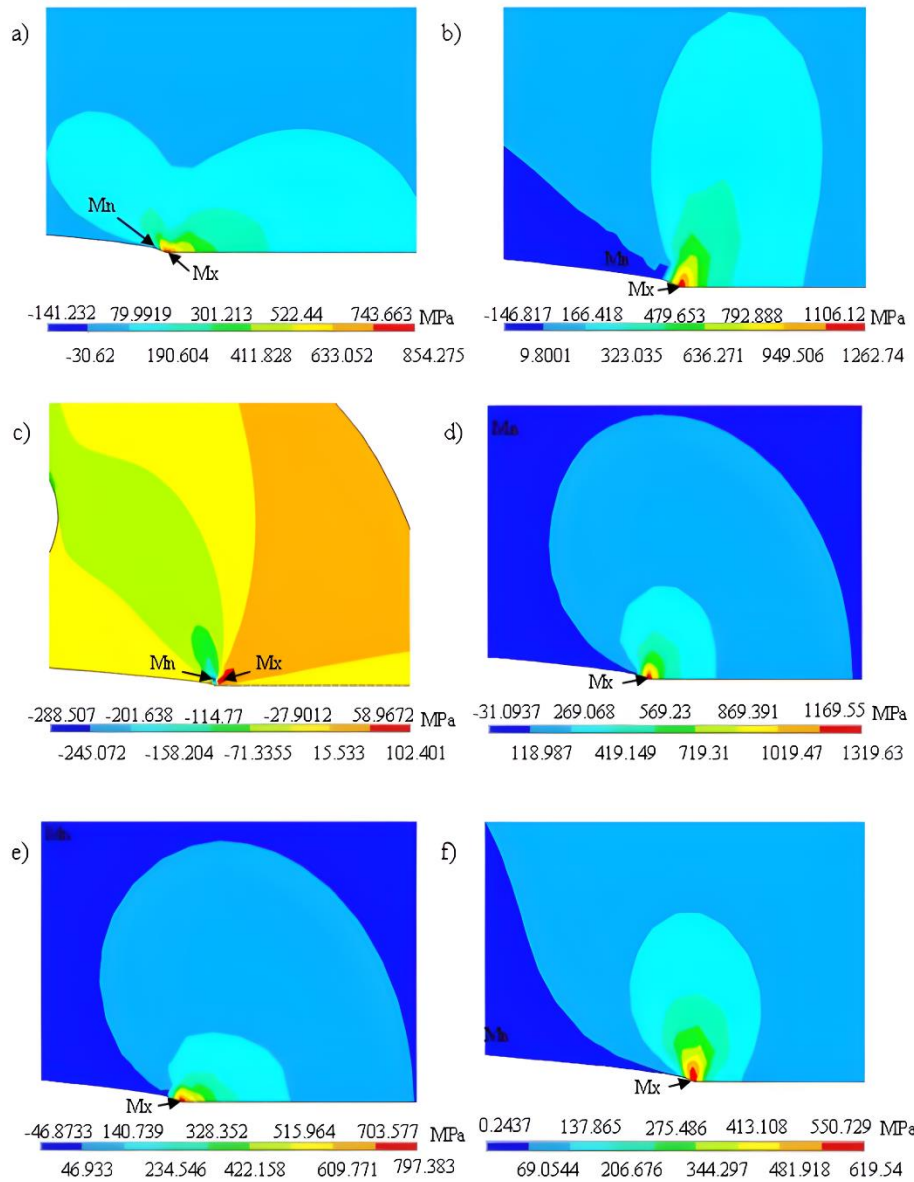 a)
Mn
Mx
-141.232 79.9919 301.213 522.44 743.663 MPa
-30.62 190.604 411.828 633.052 854.275
b)
Mn
Mx
-146.817 166.418 479.653 792.888 1106.12 MPa
9.8001 323.035 636.271 949.506 1262.74
c)
Mn
Mx
-288.507 -201.638 -114.77 -27.9012 58.9672 MPa
-245.072 -158.204 -71.3355 15.533 102.401
d)
Mn
Mx
-31.0937 269.068 569.23 869.391 1169.55 MPa
118.987 419.149 719.31 1019.47 1319.63
e)
Mn
Mx
-46.8733 140.739 328.352 515.964 703.577 MPa
46.933 234.546 422.158 609.771 797.383
f)
Mn
Mx
0.2437 137.865 275.486 413.108 550.729 MPa
69.0544 206.676 344.297 481.918 619.54